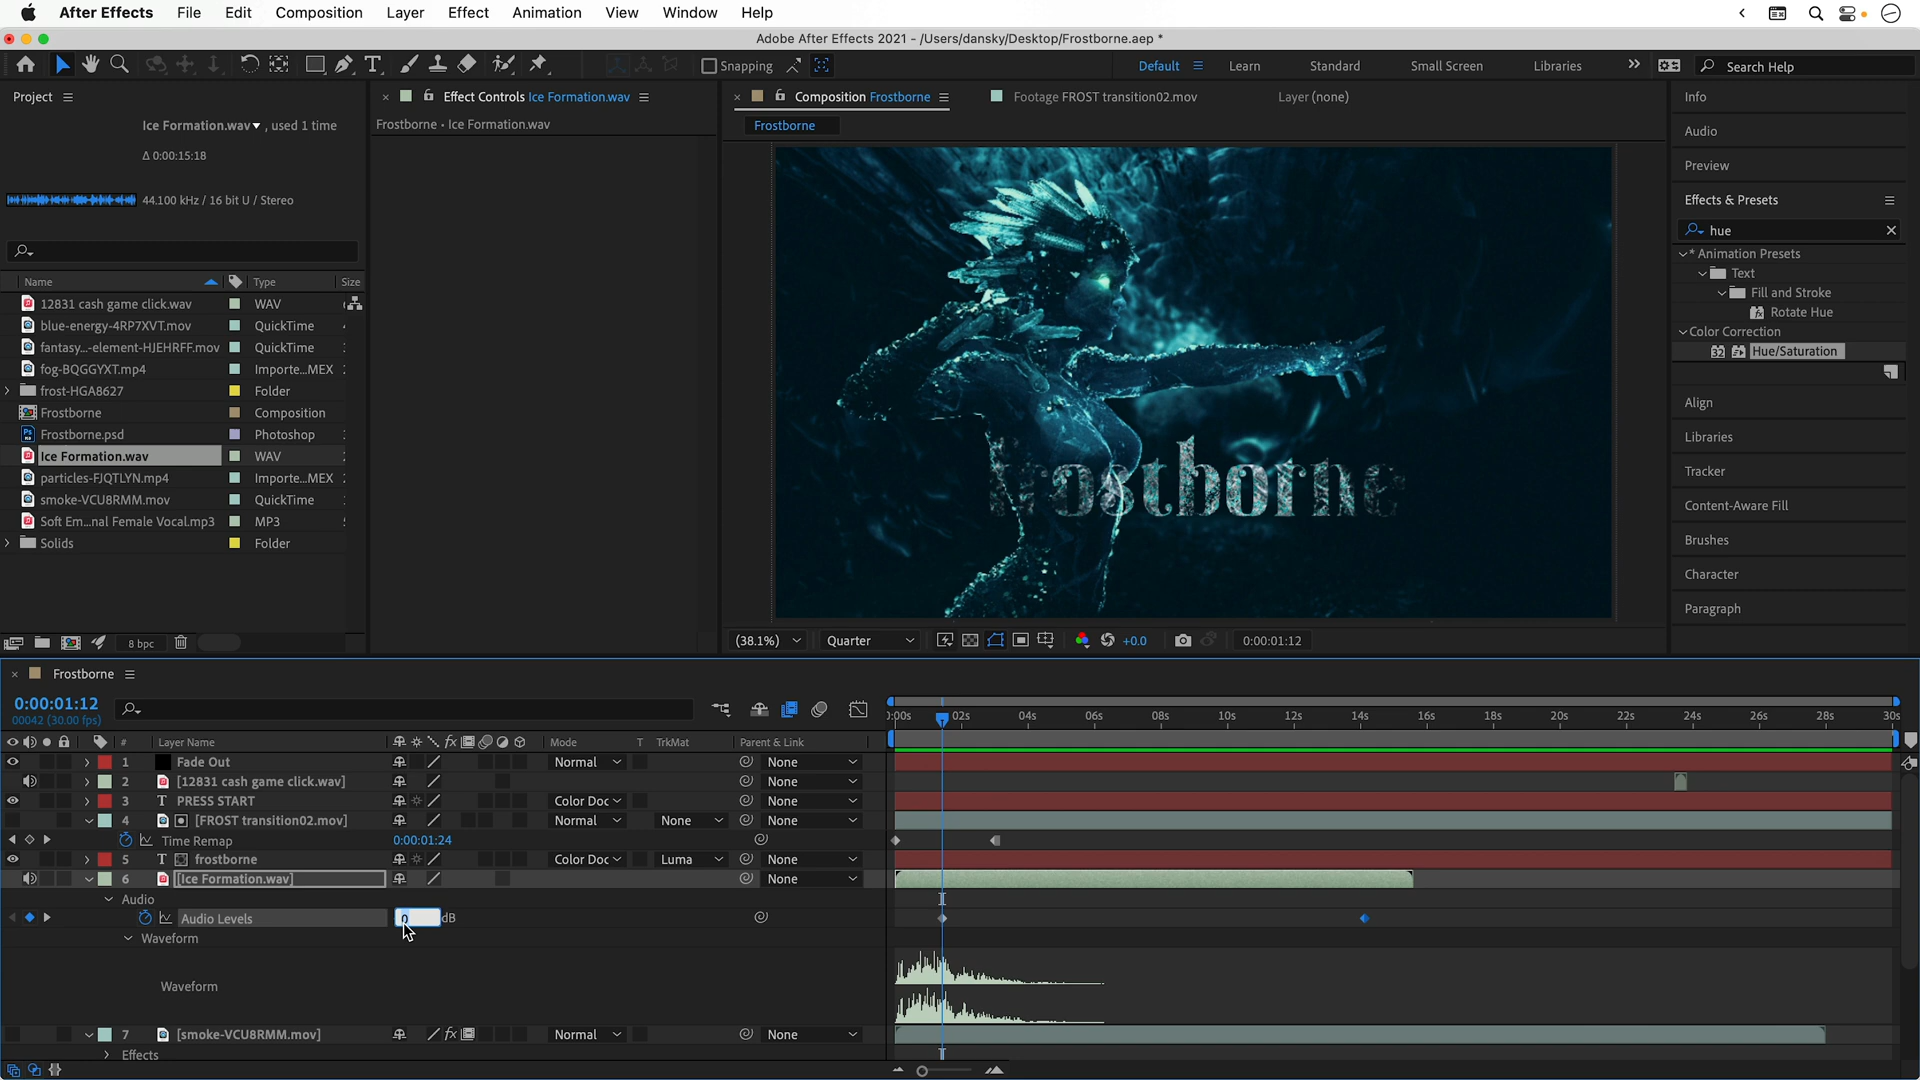 After Effects File Edit Composition Layer Effect Animation View Window Help
Adobe After Effects 2021 - /Users/dansky/Desktop/Frostborne.aep *
Snapping Default Learn Standard Small Screen Libraries Search Help
Project
Ice Formation.wav , used 1 time
Δ 0:00:15:18
44.100 kHz / 16 bit U / Stereo
Name Type Size
12831 cash game click.wav WAV
blue-energy-4RP7XVT.mov QuickTime
fantasy...-element-HJEHRFF.mov QuickTime
fog-BQGGYXT.mp4 Importe...MEX
frost-HGA8627 Folder
Frostborne Composition
Frostborne.psd Photoshop
Ice Formation.wav WAV
particles-FJQTLYN.mp4 Importe...MEX
smoke-VCU8RMM.mov QuickTime
Soft Em...nal Female Vocal.mp3 MP3
Solids Folder
8 bpc
Effect Controls Ice Formation.wav
Frostborne • Ice Formation.wav
Composition Frostborne Footage FROST transition02.mov Layer (none)
Frostborne
frostborne
(38.1%) Quarter +0.0 0:00:01:12
Info
Audio
Preview
Effects & Presets
hue
* Animation Presets
Text
Fill and Stroke
Rotate Hue
Color Correction
32 Hue/Saturation
Align
Libraries
Tracker
Content-Aware Fill
Brushes
Character
Paragraph
Frostborne
0:00:01:12
00042 (30.00 fps)
:00s 02s 04s 06s 08s 10s 12s 14s 16s 18s 20s 22s 24s 26s 28s 30s
# Layer Name fx Mode T TrkMat Parent & Link
1 Fade Out Normal None
2 [12831 cash game click.wav] None
3 T PRESS START Color Doc None
4 [FROST transition02.mov] Normal None None
Time Remap 0:00:01:24
5 T frostborne Color Doc Luma None
6 [Ice Formation.wav] None
Audio
Audio Levels 0 dB
Waveform
Waveform
7 [smoke-VCU8RMM.mov] fx Normal None
Effects